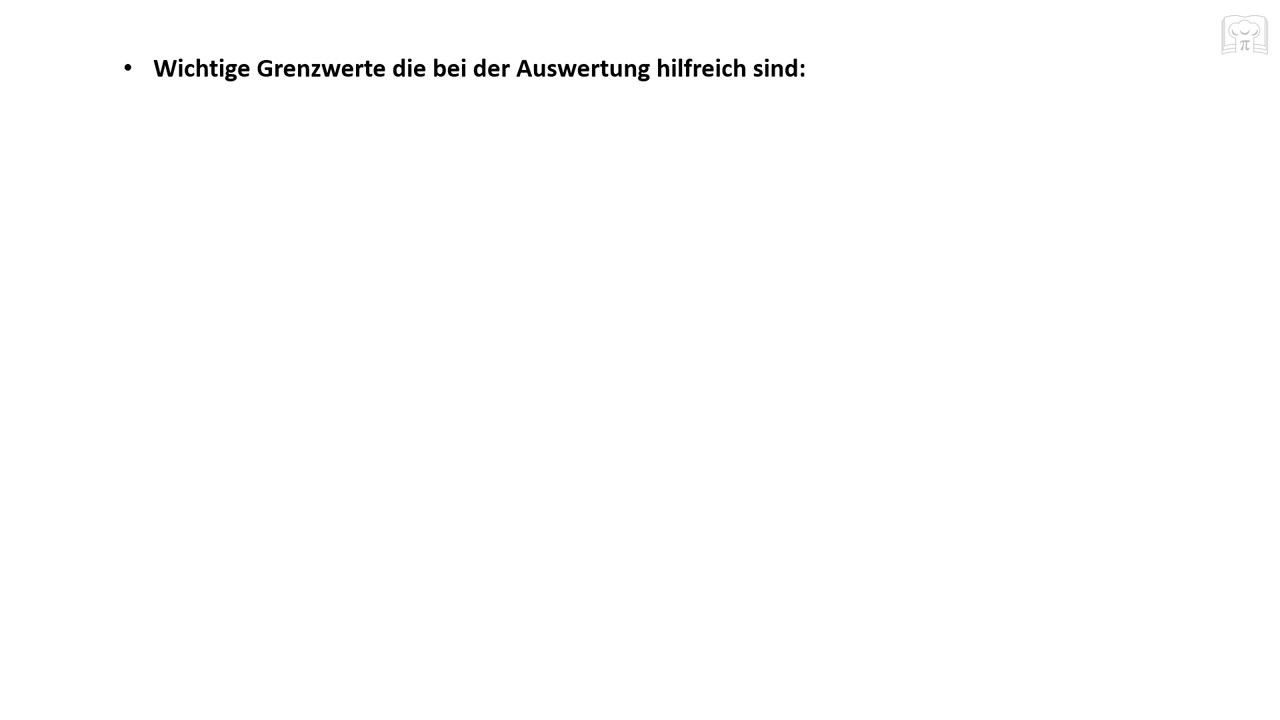 • Wichtige Grenzwerte die bei der Auswertung hilfreich sind:
π